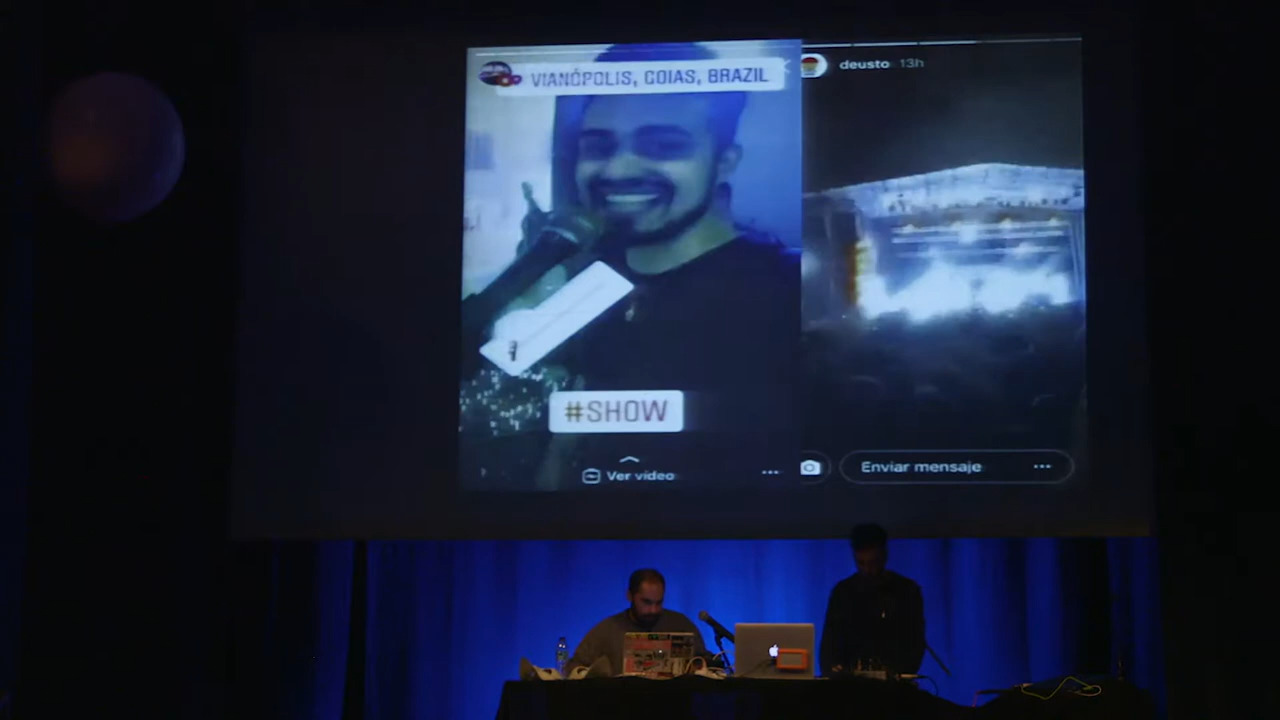 VIANÓPOLIS, GOIAS, BRAZIL
deusto 13h
#SHOW
Ver vídeo
Enviar mensaje